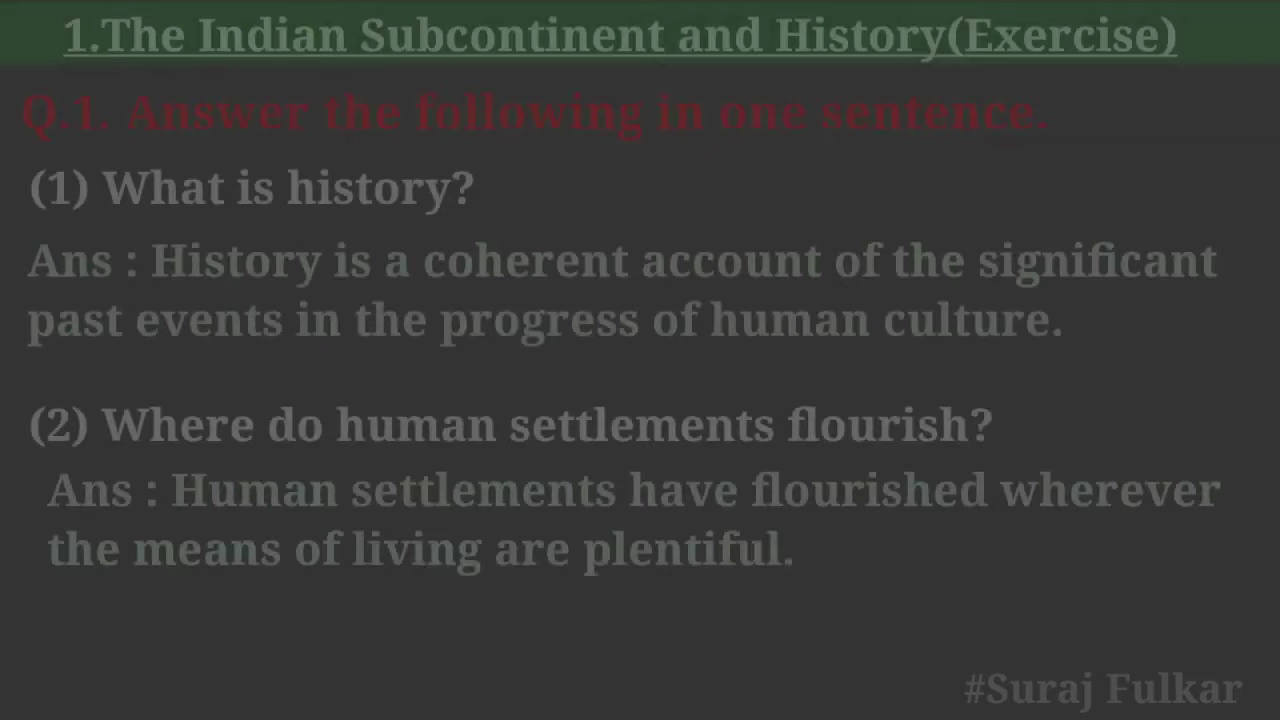 1.The Indian Subcontinent and History(Exercise)
Q.1. Answer the following in one sentence.
(1) What is history?
Ans : History is a coherent account of the significant
past events in the progress of human culture.
(2) Where do human settlements flourish?
Ans : Human settlements have flourished wherever
the means of living are plentiful.
#Suraj Fulkar